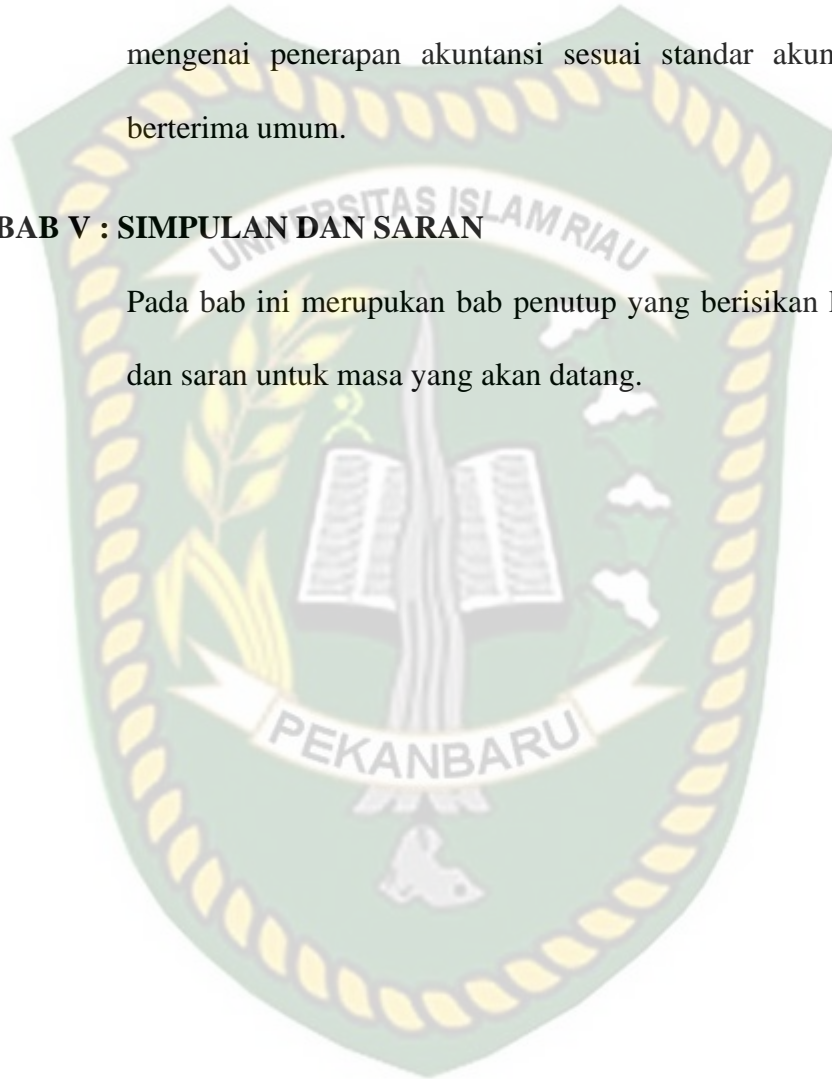 mengenai penerapan akuntansi sesuai standar
berterima umum.
UNIVERSITAS ISLAM RIAU
BAB V : SIMPULAN DAN SARAN
Pada bab ini merupukan bab penutup yang berisikan
dan saran untuk masa yang akan datang.
PEKANBARU